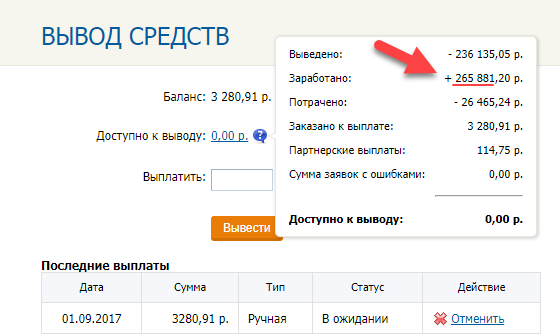 ВЫВОД СРЕДСТВ
Выведено: - 236 135,05 р.
Заработано: + 265 881,20 р.
Потрачено: - 26 465,24 р.
Заказано к выплате: 3 280,91 р.
Партнерские выплаты: 114,75 р.
Сумма заявок с ошибками: 0,00 р.
Доступно к выводу: 0,00 р.
Баланс: 3 280,91 р.
Доступно к выводу: 0,00 р. ?
Выплатить:
Вывести
Последние выплаты
Дата Сумма Тип Статус Действие
01.09.2017 3280,91 р. Ручная В ожидании Отменить